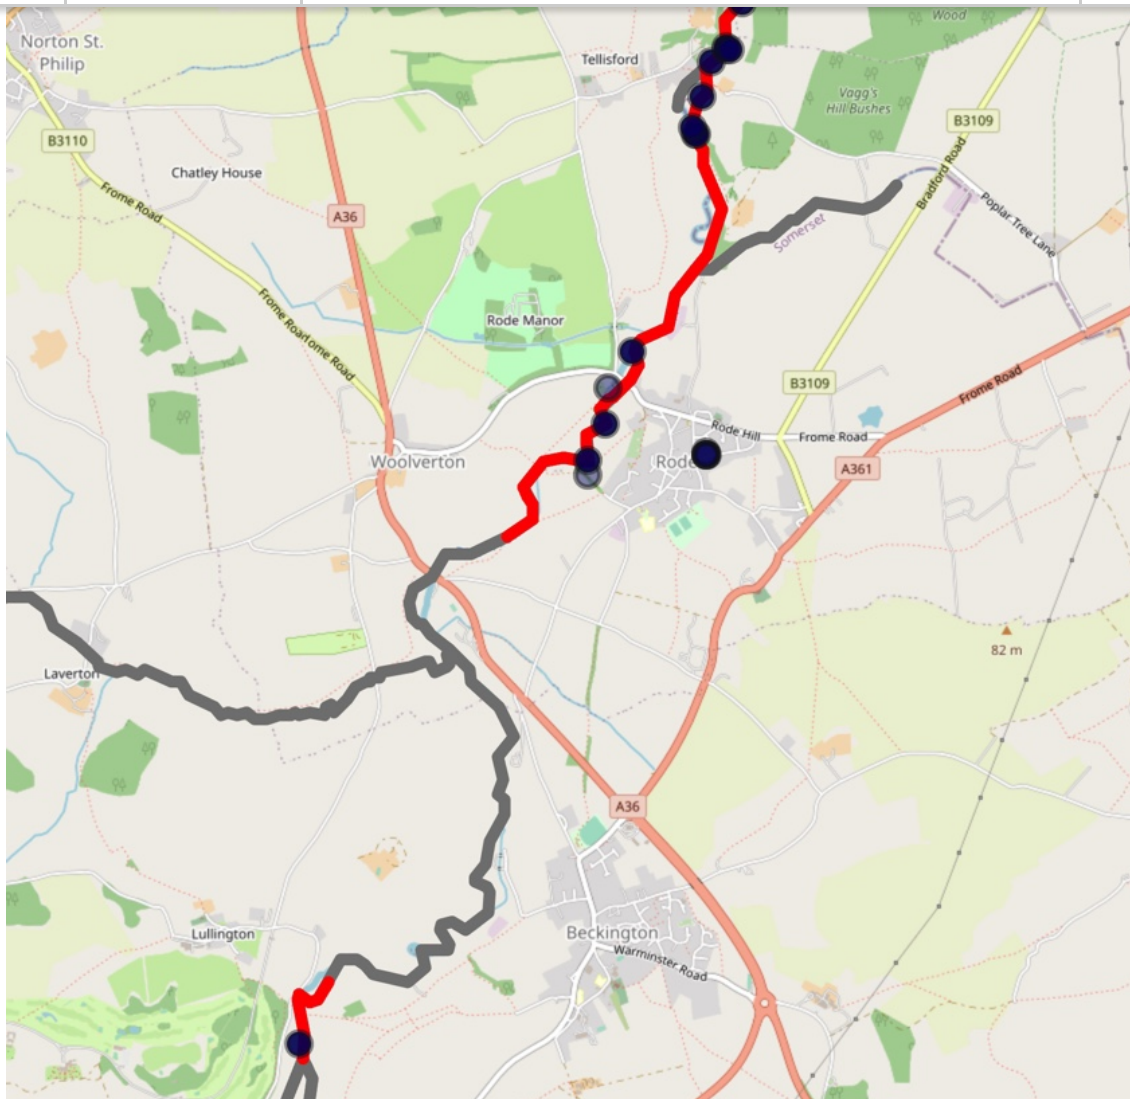 Wood
Norton St.
Philip
Tellisford
Vagg's
Hill Bushes
B3109
B3110
Chatley House
Bradford Road
Frome Road
A36
Poplar Tree Lane
Somerset
Rode Manor
Frome Road
ome Road
B3109
Frome Road
Rode Hill
Frome Road
Woolverton
Rode
A361
82 m
Laverton
A36
Lullington
Beckington
Warminster Road